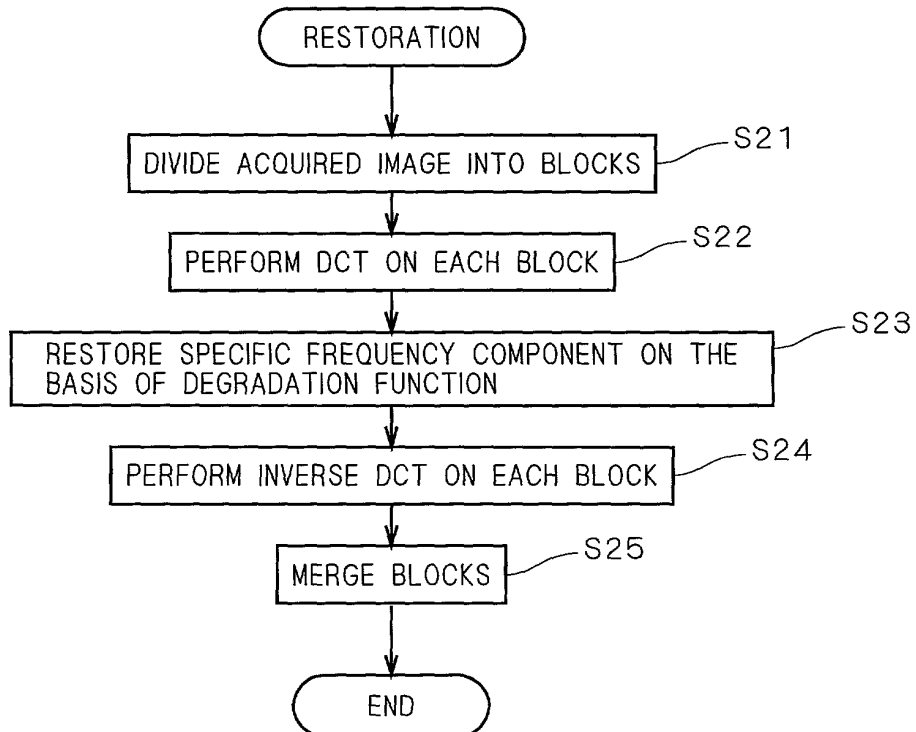 RESTORATION
DIVIDE ACQUIRED IMAGE INTO BLOCKS
S21
PERFORM DCT ON EACH BLOCK
S22
RESTORE SPECIFIC FREQUENCY COMPONENT ON THE
BASIS OF DEGRADATION FUNCTION
S23
PERFORM INVERSE DCT ON EACH BLOCK
S24
MERGE BLOCKS
S25
END